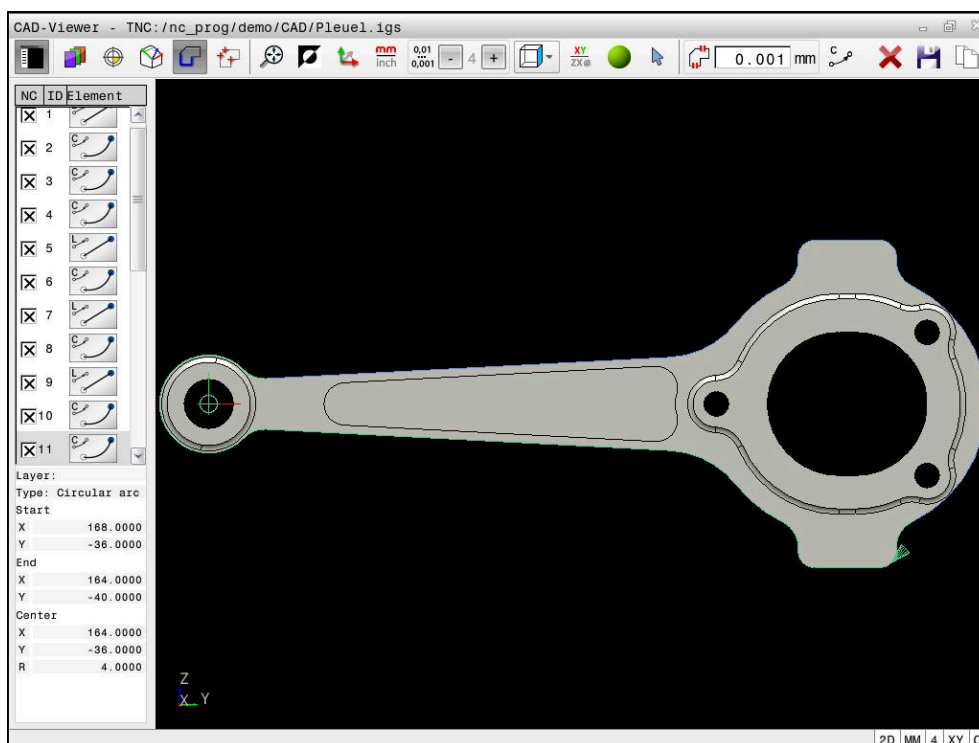 CAD-Viewer - TNC:/nc_prog/demo/CAD/Pleuel.igs
mm inch 0,01 0,001 - 4 + XY ZX 0.001 mm C
NC ID Element
1
2 C
3 C
4 C
5 L
6 C
7 L
8 C
9 L
10 C
11 C
Layer:
Type: Circular arc
Start
X 168.0000
Y -36.0000
End
X 164.0000
Y -40.0000
Center
X 164.0000
Y -36.0000
R 4.0000
Z
X Y
2D MM 4 XY